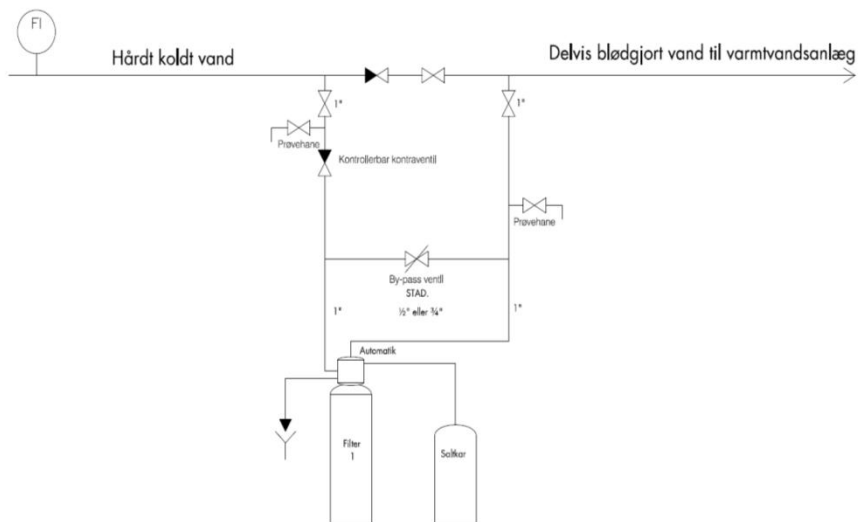 FI
Hårdt koldt vand
Delvis blødgjort vand til varmtvandsanlæg
1"
1"
Prøvehane
Kontrollerbar kontraventil
Prøvehane
By-pass ventil
STAD.
½" eller ¾"
1"
1"
Automatik
Filter
1
Saltkar